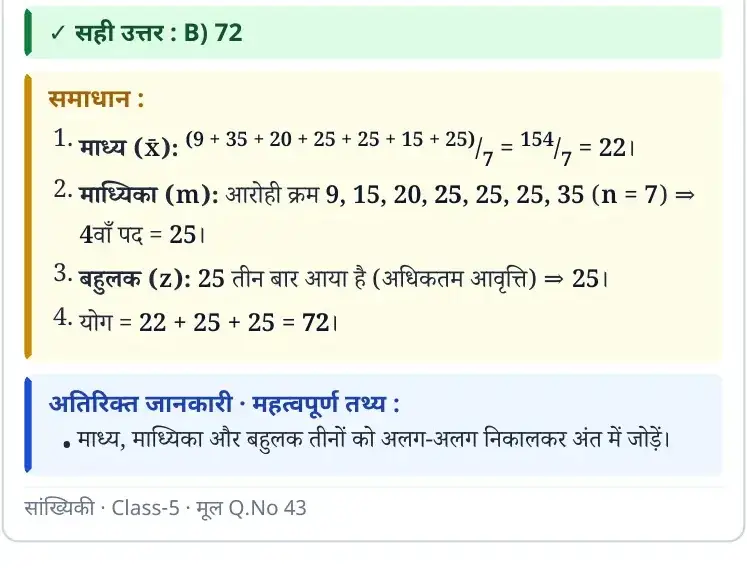 ✓ सही उत्तर : B) 72
समाधान :
1. माध्य (x̄): (9 + 35 + 20 + 25 + 25 + 15 + 25)/7 = 154/7 = 22।
2. माध्यिका (m): आरोही क्रम 9, 15, 20, 25, 25, 25, 35 (n = 7) ⇒
4वाँ पद = 25।
3. बहुलक (z): 25 तीन बार आया है (अधिकतम आवृत्ति) ⇒ 25।
4. योग = 22 + 25 + 25 = 72।
अतिरिक्त जानकारी · महत्वपूर्ण तथ्य :
• माध्य, माध्यिका और बहुलक तीनों को अलग-अलग निकालकर अंत में जोड़ें।
सांख्यिकी · Class-5 · मूल Q.No 43